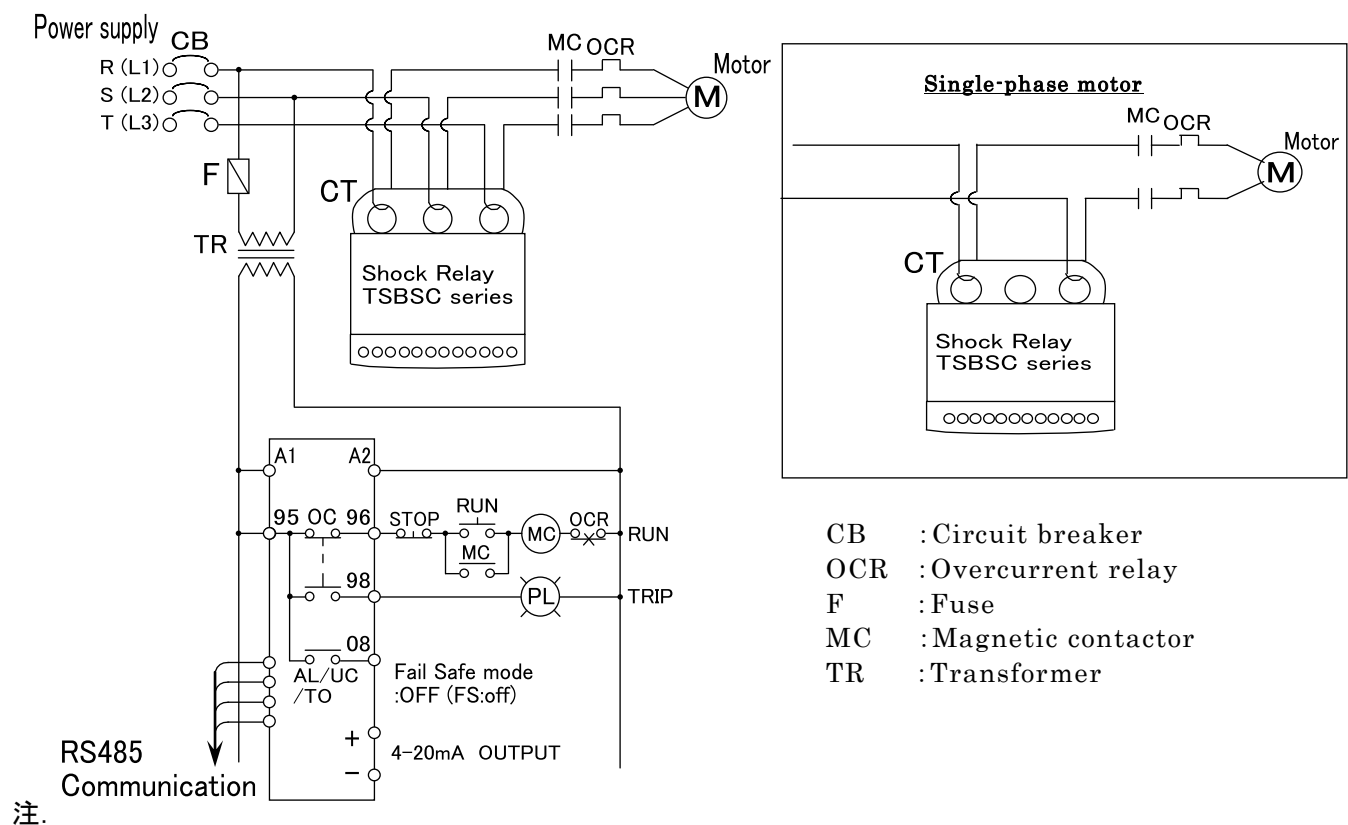 Power supply
CB
R (L1)
S (L2)
T (L3)
MC OCR
Motor
M
F
CT
TR
Shock Relay
TSBSC series
Single-phase motor
MC OCR
Motor
M
CT
Shock Relay
TSBSC series
A1 A2
95 OC 96 STOP RUN MC OCR RUN
MC
98 PL TRIP
08
AL/UC
/TO
Fail Safe mode
:OFF (FS:off)
+
4-20mA OUTPUT
−
RS485
Communication
CB :Circuit breaker
OCR :Overcurrent relay
F :Fuse
MC :Magnetic contactor
TR :Transformer
注.